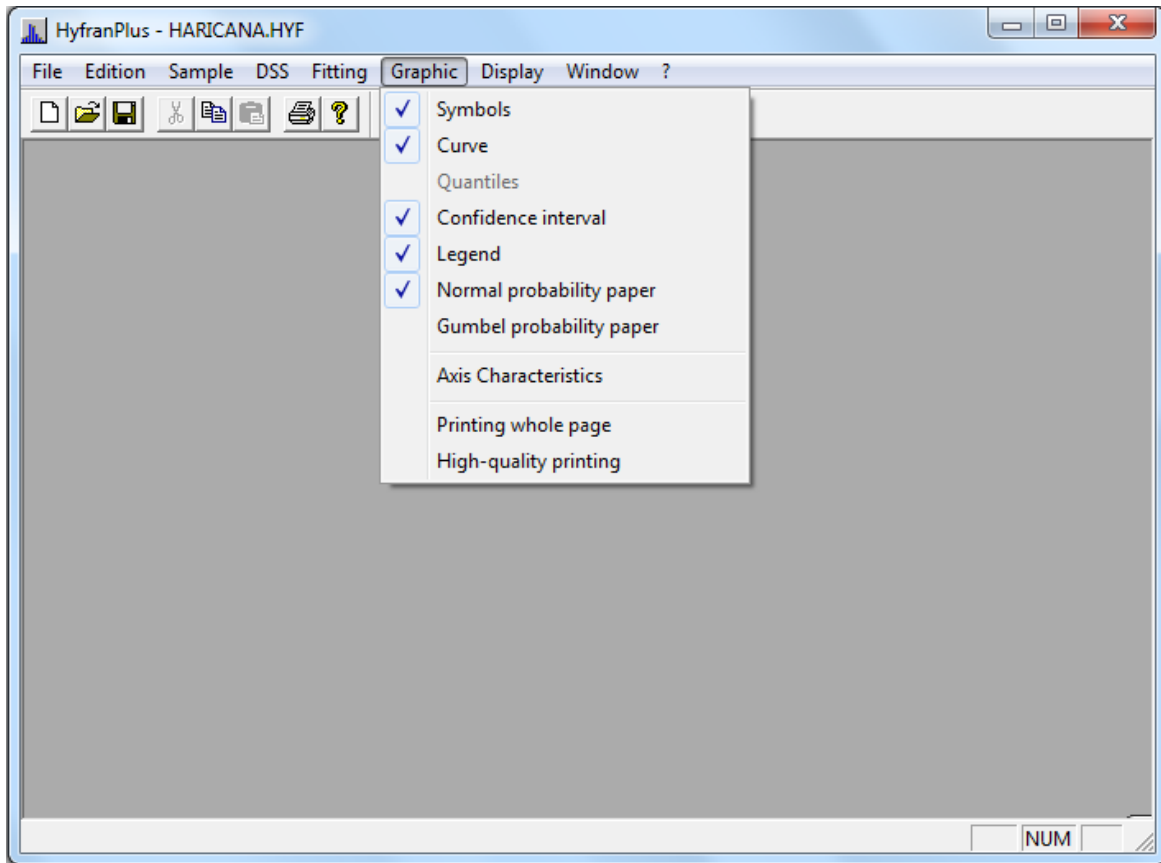 HyfranPlus - HARICANA.HYF
File Edition Sample DSS Fitting Graphic Display Window ?
Symbols
Curve
Quantiles
Confidence interval
Legend
Normal probability paper
Gumbel probability paper
Axis Characteristics
Printing whole page
High-quality printing
NUM